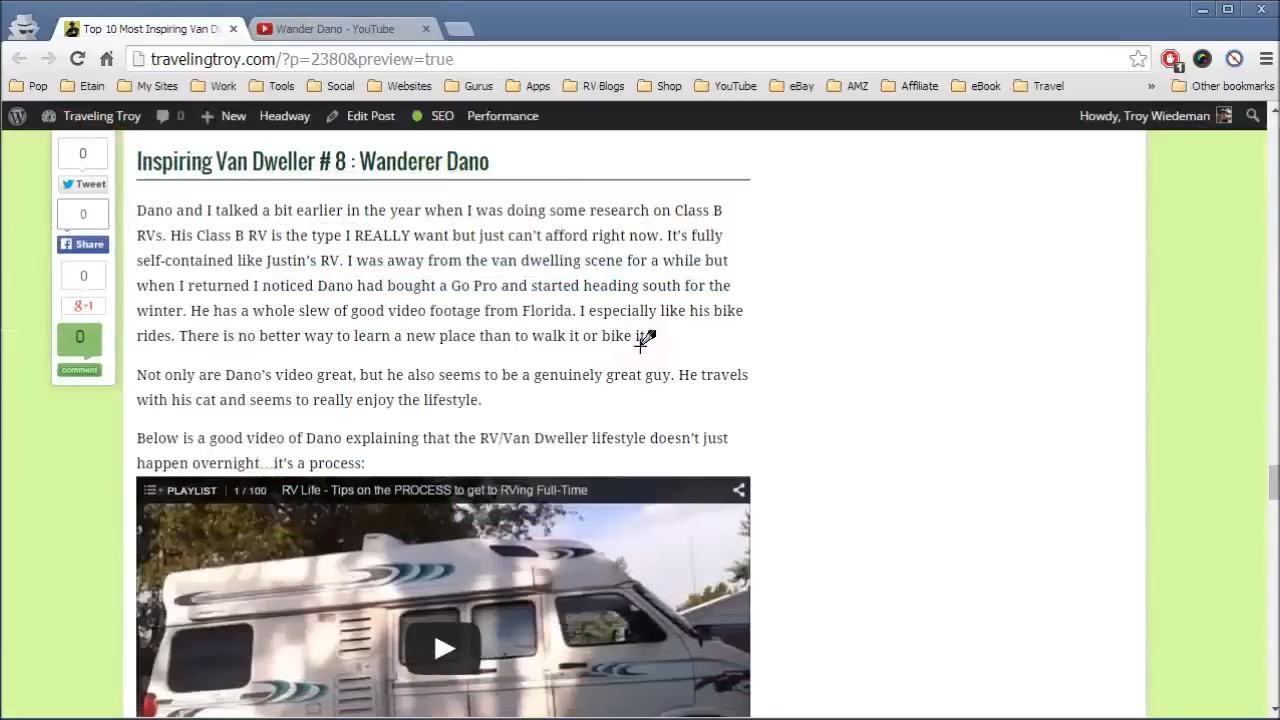 Top 10 Most Inspiring Van D
Wander Dano - YouTube
travelingtroy.com/?p=2380&preview=true
Pop Etain My Sites Work Tools Social Websites Gurus Apps RV Blogs Shop YouTube eBay AMZ Affiliate eBook Travel » Other bookmarks
Traveling Troy 0 New Headway Edit Post SEO Performance Howdy, Troy Wiedeman
0
Tweet
0
Share
0
g+1
0
comment
Inspiring Van Dweller # 8 : Wanderer Dano
Dano and I talked a bit earlier in the year when I was doing some research on Class B
RVs. His Class B RV is the type I REALLY want but just can't afford right now. It's fully
self-contained like Justin's RV. I was away from the van dwelling scene for a while but
when I returned I noticed Dano had bought a Go Pro and started heading south for the
winter. He has a whole slew of good video footage from Florida. I especially like his bike
rides. There is no better way to learn a new place than to walk it or bike it
Not only are Dano's video great, but he also seems to be a genuinely great guy. He travels
with his cat and seems to really enjoy the lifestyle.
Below is a good video of Dano explaining that the RV/Van Dweller lifestyle doesn't just
happen overnight…it's a process:
PLAYLIST 1 / 100 RV Life - Tips on the PROCESS to get to RVing Full-Time